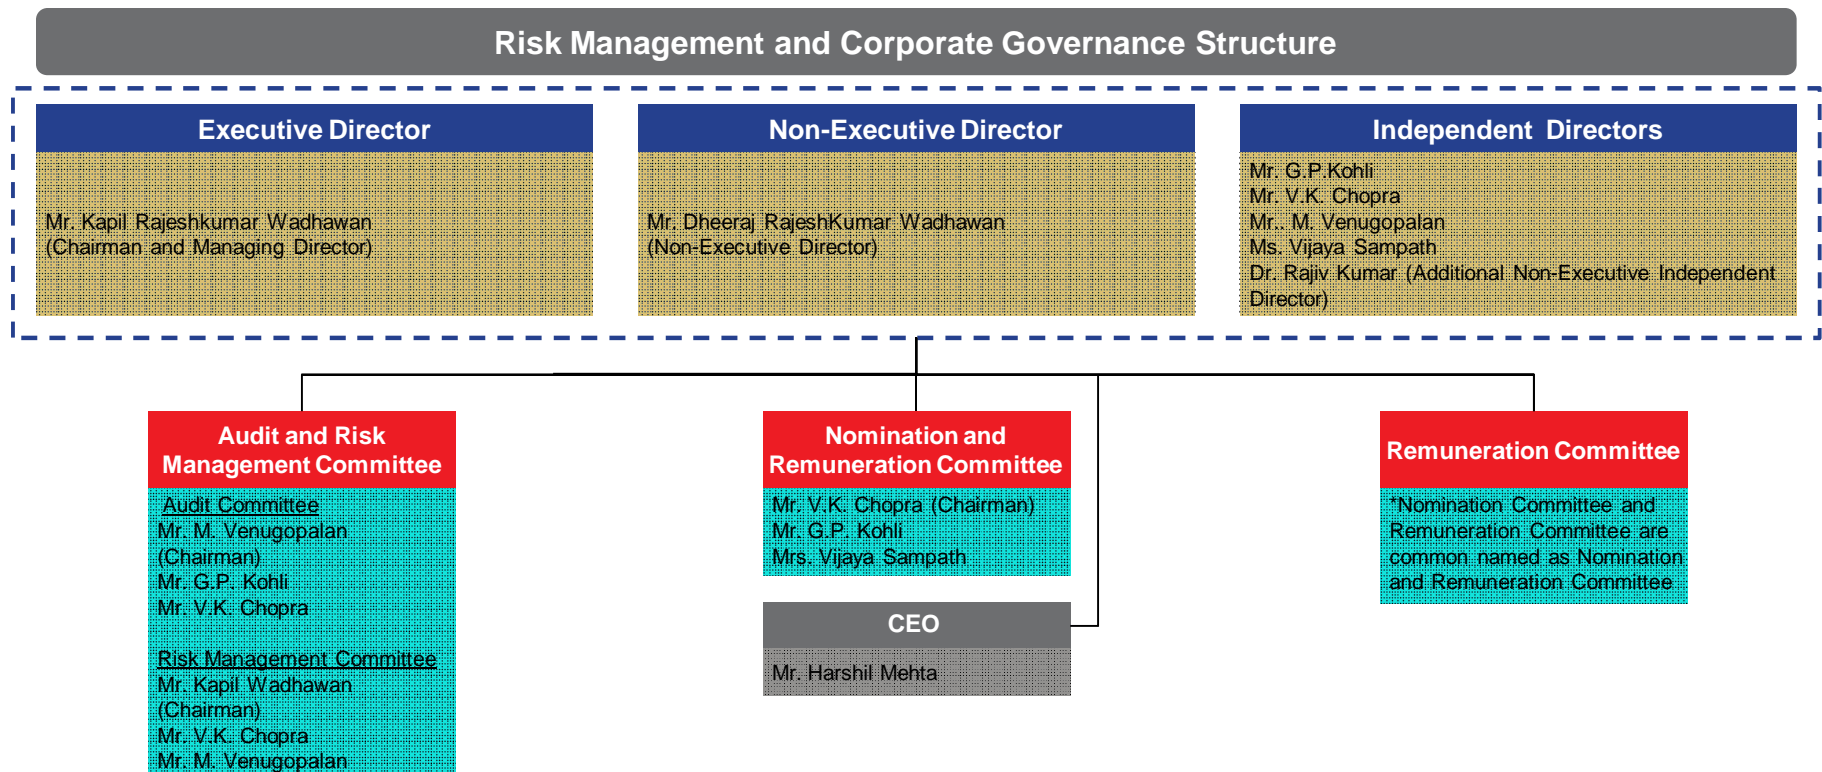 Risk Management and Corporate Governance Structure
Executive Director
Mr. Kapil Rajeshkumar Wadhawan
(Chairman and Managing Director)
Non-Executive Director
Mr. Dheeraj RajeshKumar Wadhawan
(Non-Executive Director)
Independent Directors
Mr. G.P.Kohli
Mr. V.K. Chopra
Mr.. M. Venugopalan
Ms. Vijaya Sampath
Dr. Rajiv Kumar (Additional Non-Executive Independent
Director)
Audit and Risk
Management Committee
Audit Committee
Mr. M. Venugopalan
(Chairman)
Mr. G.P. Kohli
Mr. V.K. Chopra
Risk Management Committee
Mr. Kapil Wadhawan
(Chairman)
Mr. V.K. Chopra
Mr. M. Venugopalan
Nomination and
Remuneration Committee
Mr. V.K. Chopra (Chairman)
Mr. G.P. Kohli
Mrs. Vijaya Sampath
CEO
Mr. Harshil Mehta
Remuneration Committee
*Nomination Committee and
Remuneration Committee are
common named as Nomination
and Remuneration Committee